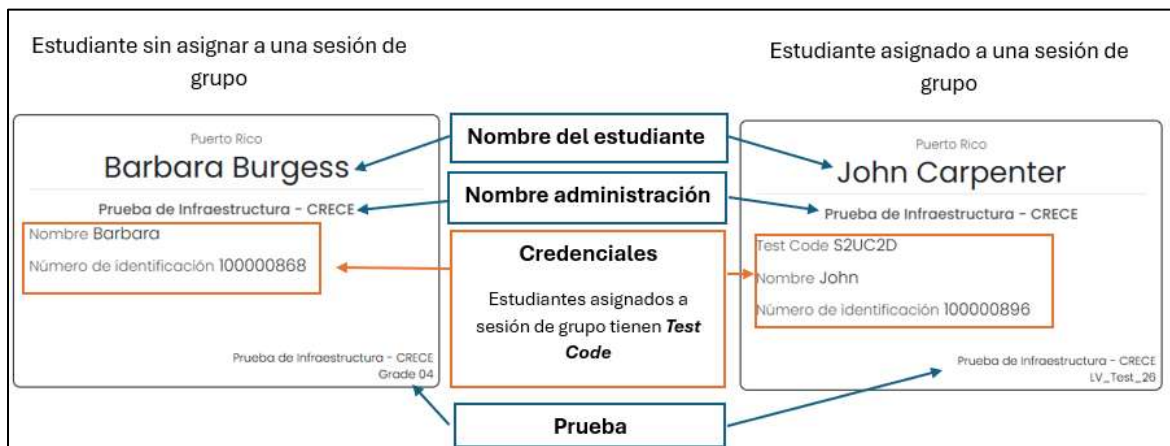 Estudiante sin asignar a una sesión de
grupo
Puerto Rico
Barbara Burgess
Prueba de Infraestructura - CRECE
Nombre Barbara
Número de identificación 100000868
Prueba de Infraestructura - CRECE
Grade 04
Nombre del estudiante
Nombre administración
Credenciales
Estudiantes asignados a
sesión de grupo tienen Test
Code
Prueba
Estudiante asignado a una sesión de
grupo
Puerto Rico
John Carpenter
Prueba de Infraestructura - CRECE
Test Code S2UC2D
Nombre John
Número de identificación 100000896
Prueba de Infraestructura - CRECE
LV_Test_26